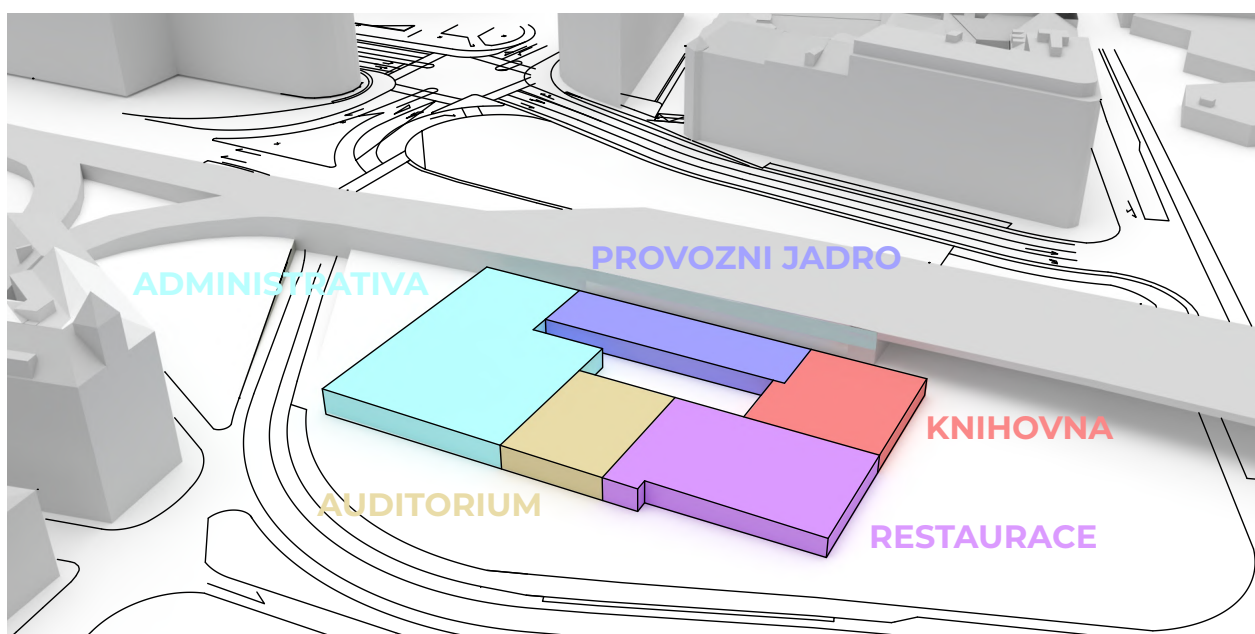 PROVOZNI JADRO
ADMINISTRATIVA
KNIHOVNA
AUDITORIUM
RESTAURACE